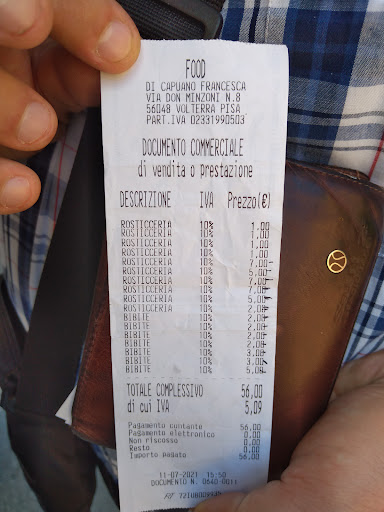 FOOD
DI CAPUANO FRANCESCA
VIA DON MINZONI N.8
56048 VOLTERRA PISA
PART.IVA 02331990503
DOCUMENTO COMMERCIALE
di vendita o prestazione
DESCRIZIONE IVA Prezzo(€)
ROSTICCERIA 10% 1,00
ROSTICCERIA 10% 1,00
ROSTICCERIA 10% 1,00
ROSTICCERIA 10% 1,00
ROSTICCERIA 10% 7,00
ROSTICCERIA 10% 5,00
ROSTICCERIA 10% 7,00
ROSTICCERIA 10% 7,00
ROSTICCERIA 10% 5,00
ROSTICCERIA 10% 2,00
BIBITE 10% 2,00
BIBITE 10% 2,00
BIBITE 10% 2,00
BIBITE 10% 2,00
BIBITE 10% 3,00
BIBITE 10% 3,00
BIBITE 10% 5,00
TOTALE COMPLESSIVO 56,00
di cui IVA 5,09
Pagamento contante 56,00
Pagamento elettronico 0,00
Non riscosso 0,00
Resto 0,00
Importo pagato 56,00
11-07-2021 15:50
DOCUMENTO N. 0640-0011